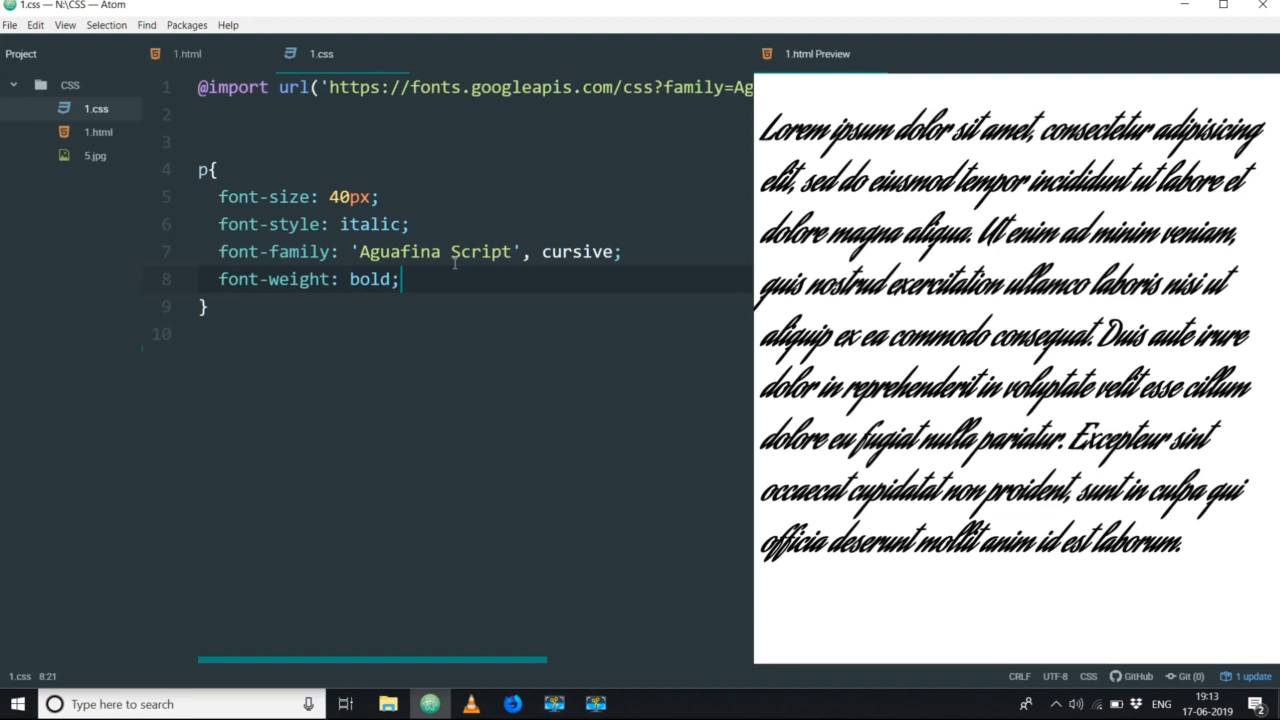 1.css — N:\CSS — Atom
File Edit View Selection Find Packages Help
Project
1.html
1.css
1.html Preview
CSS
1.css
1.html
5.jpg
1 @import url('https://fonts.googleapis.com/css?family=Ag
2
3
4 p{
5 font-size: 40px;
6 font-style: italic;
7 font-family: 'Aguafina Script', cursive;
8 font-weight: bold;
9 }
10
Lorem ipsum dolor sit amet, consectetur adipisicing
elit, sed do eiusmod tempor incididunt ut labore et
dolore magna aliqua. Ut enim ad minim veniam,
quis nostrud exercitation ullamco laboris nisi ut
aliquip ex ea commodo consequat. Duis aute irure
dolor in reprehenderit in voluptate velit esse cillum
dolore eu fugiat nulla pariatur. Excepteur sint
occaecat cupidatat non proident, sunt in culpa qui
officia deserunt mollit anim id est laborum.
1.css 8:21
CRLF UTF-8 CSS GitHub Git (0) 1 update
Type here to search
ENG
19:13
17-06-2019
2